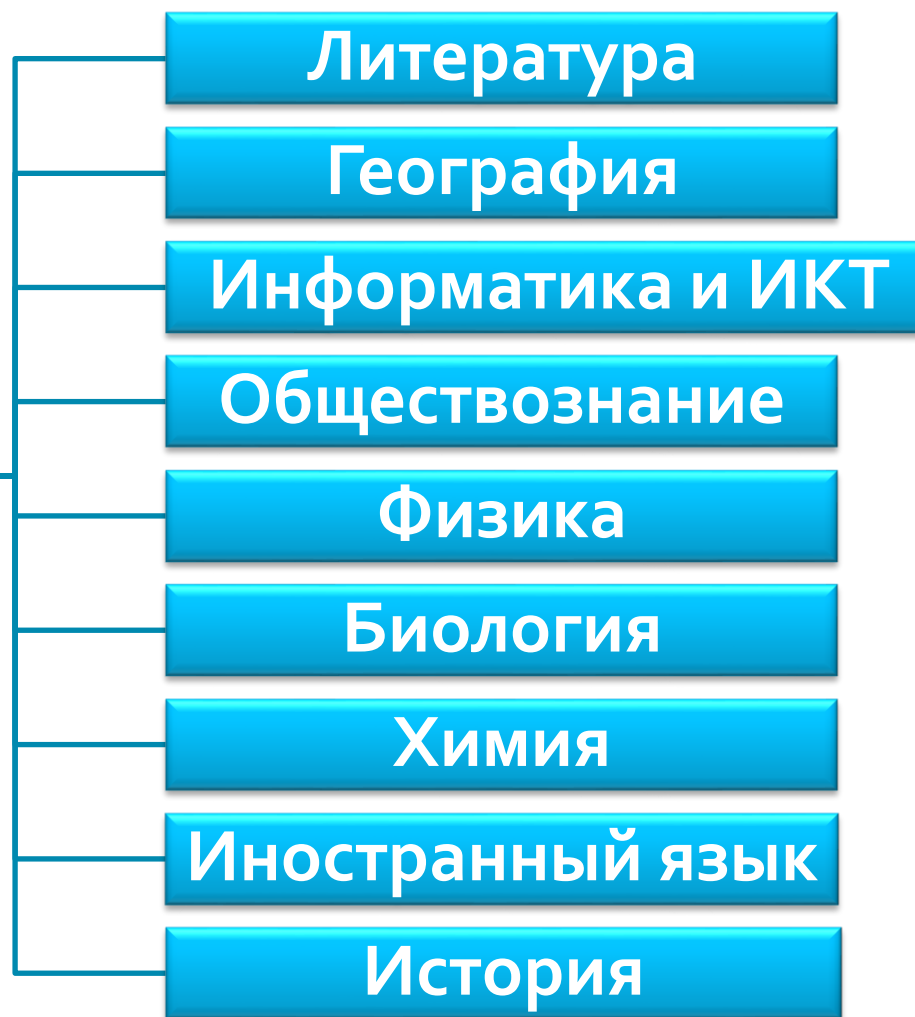 Литература
География
Информатика и ИКТ
Обществознание
Физика
Биология
Химия
Иностранный язык
История